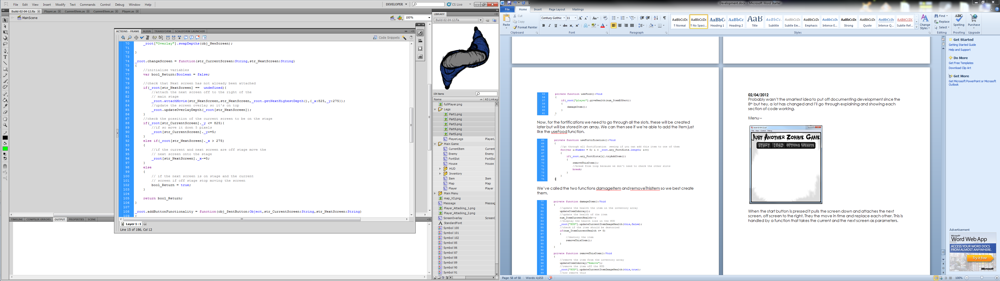 File Edit View Insert Modify Text Commands Control Debug Window Help
DEVELOPER
CS Live
Build-02-04-12.fla Player.as CurrentItem.as CurrentItem.as Player.as
MainScene
100%
ACTIONS - FRAME ALIGN TRANSFORM SCALEFORM LAUNCHER
Code Snippets
70 _root["Overlay"].swapDepths(obj_NewScreen);
71
72 }
73
74 _root.changeScreen = function(str_CurrentScreen:String,str_NextScreen:String)
75 {
76 //initialise variables
77 var bool_Return:Boolean = false;
78
79 //check that Next screen has not already been attached
80 if(_root[str_NextScreen] == undefined){
81 //attach the next screen off to the right of the
82 // main stage
83 _root.attachMovie(str_NextScreen,str_NextScreen,_root.getNextHighestDepth(),{_x:825,_y:275});
84 //update the screen overlay so it's on top
85 _root.updateOverlayDepth(_root[str_NextScreen]);
86 }
87 //check the possition of the current screen to be on the stage
88 if(_root[str_CurrentScreen]._y <= 825){
89 //if so move it down 5 pixels
90 _root[str_CurrentScreen]._y+=5;
91 }
92 else if(_root[str_NextScreen]._x > 275)
93 {
94 //if the current and next screen are off stage move the
95 // next screen onto the stage
96 _root[str_NextScreen]._x-=5;
97 }
98 else
99 {
100 // if the next screen is on stage and the current
101 // screen if off stage stop moving the screen
102 bool_Return = true;
103 }
104
105 return bool_Return;
106 }
107
108 _root.addButtonFunctionality = function(obj_SentButton:Object,str_CurrentScreen:String,str_NextScreen:String)
109 {
Layer 1 : 1
Line 15 of 186, Col 12
TIMELINE COMPILER ERRORS OUTPUT PROPERTIES SCENE
LIBRARY
Build-02-04-12.fla
154 items
Name AS Linkag
fullPlayer.png
Legs
Part1.png
Part2.png
Part3.png
Part4.png
Part5.png
PlayerLegs PlayerL
Main Game
CurrentItem Current
Enemy Enemy
FortSlot FortSlo
House House
HUD
Inventory
Item Item
Map Map
Player Player
Main Menu
map_V2.png
Message Messag
Player_Attacking_1.png
Player_Attacking_2.png
ScreenOverlay ScreenO
StandardFont
Symbol 100
Symbol 101
Symbol 102
Symbol 85
Symbol 86
Symbol 87
Symbol 88
Symbol 89
Symbol 90
Symbol 91
Development.docx - Microsoft Word Starter
File Home Insert Page Layout Mailings
Paste
Cut
Copy
Format Painter
Clipboard
Century Gothic 11
Font
Paragraph
AaBbCcDc AaBbCcDc AaBbC AaBbCc AaB AaBbCc AaBbCcDc AaBbCcDc AaBbCcDc AaBbCcDc AaBbCcDc AaBbCcDc AABBCCDC
¶ Normal ¶ No Spaci... Heading 1 Heading 2 Title Subtitle Subtle Em... Emphasis Intense E... Strong Quote Intense Q... Subtle Ref...
Styles
Change Styles
Find
Replace
Select
Editing
Spelling
Proofing
Purchase
Upgrade
55 private function useFood():Void
56 {
57 if(_root["player"].giveHealth(num_ItemEffect))
58 {
59 damageItem();
60 }
61 }
Now, for the fortifications we need to go through all the slots, these will be created
later but will be stored in an array. We can then see if we're able to add the item just
like the useFood function.
63 private function useFortification():Void
64 {
65 //go through all fortification seeing if you can add this item to one of them
66 for(var i:Number = 0; i < _root.ary_FortSlots.length; i++)
67 {
68 if(_root.ary_FortSlots[i].tryAddItem())
69 {
70 removeThisItem();
71 //break from loop because we don't need to check the other slots
72 break;
73 }
74 }
75 }
We've called the two functions damageItem and removeThisItem so we best create
them.
77 private function damageItem():Void
78 {
79 //update the health the item in the inventory array
80 updateItemInArray();
81 //update the health of the item
82 num_ItemCurrentHealth--;
83 //display the health loss in the HUD
84 _root["HUD"].updateCurrentItemImageHealth(this,false);
85 //check if the item should be destoried
86 if(num_ItemCurrentHealth <= 0)
87 {
88 //destory the item
89 removeThisItem();
90 }
91 }
92
93 private function removeThisItem():Void
94 {
95 //remove the item from the inventory array
96 updateItemInArray("Remove");
97 //remove the item off the HUD
98 _root["HUD"].updateCurrentItemImageHealth(this,true);
99 //now remove this
02/04/2012
Probably wasn't the smartest idea to put off documenting development since the
8th but hey, a lot has changed and I'll go through explaining and showing each
section of code working.
Menu –
Build-02-04-12.swf
File View Control Debug
JUST ANOTHER ZOMBIE GAME
START LOAD OPTIONS WEBSITE
When the start button is pressed it pulls the screen down and attaches the next
screen, off screen to the right. They the move in time and replace each other. This is
handled by a function that takes the current and the next screen as parameters.
Get Started
Getting Started Guide
Help and Support
Do More
Get Free Templates
Download Clip Art
Get More
Get Microsoft PowerPoint or Microsoft
Outlook
Advertisement
Microsoft
Word Web App
ACCESS YOUR WORD DOCS
FROM ALMOST ANYWHERE.
Try it free
Microsoft
Page: 58 of 58 Words: 4,653
100%